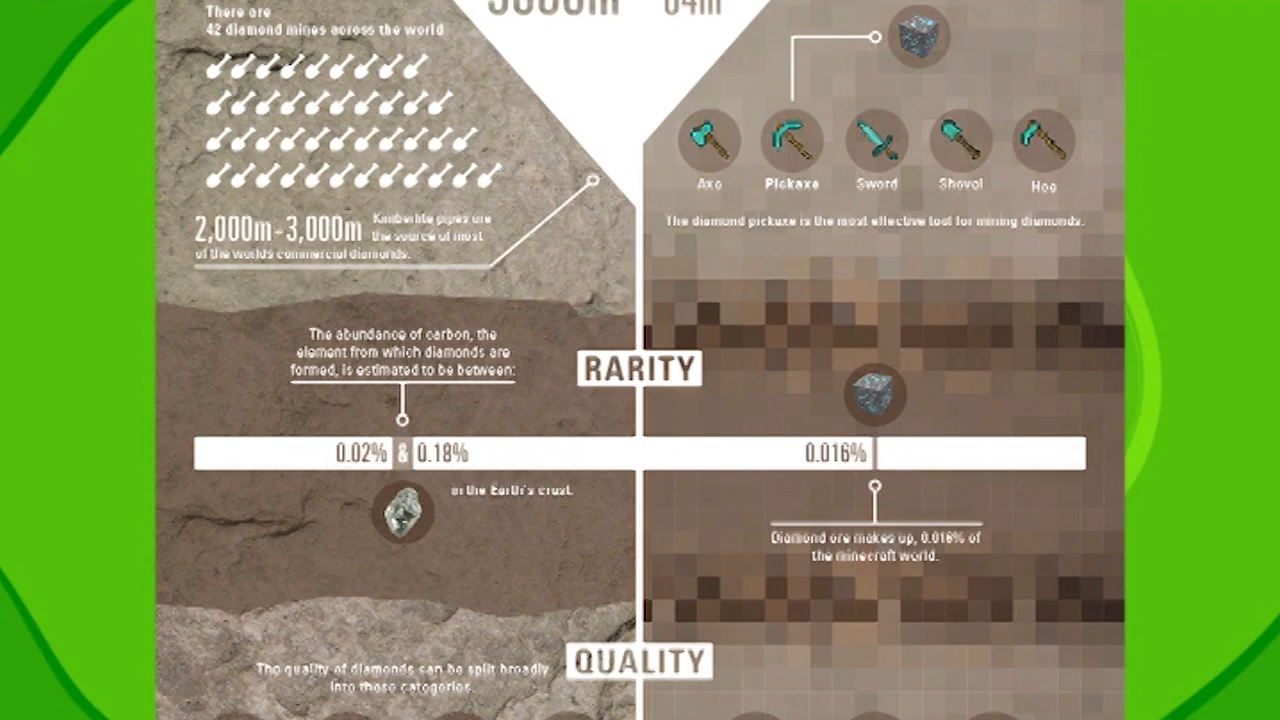 There are
42 diamond mines across the world
2,000m-3,000m Kimberlite pipes are
the source of most
of the worlds commercial diamonds.
64m
Axe Pickaxe Sword Shovel Hoe
The diamond pickaxe is the most effective tool for mining diamonds.
RARITY
The abundance of carbon, the
element from which diamonds are
formed, is estimated to be between:
0.02% & 0.18%
in the Earth's crust.
0.016%
Diamond ore makes up, 0.016% of
the minecraft world.
QUALITY
The quality of diamonds can be split broadly
into these categories.